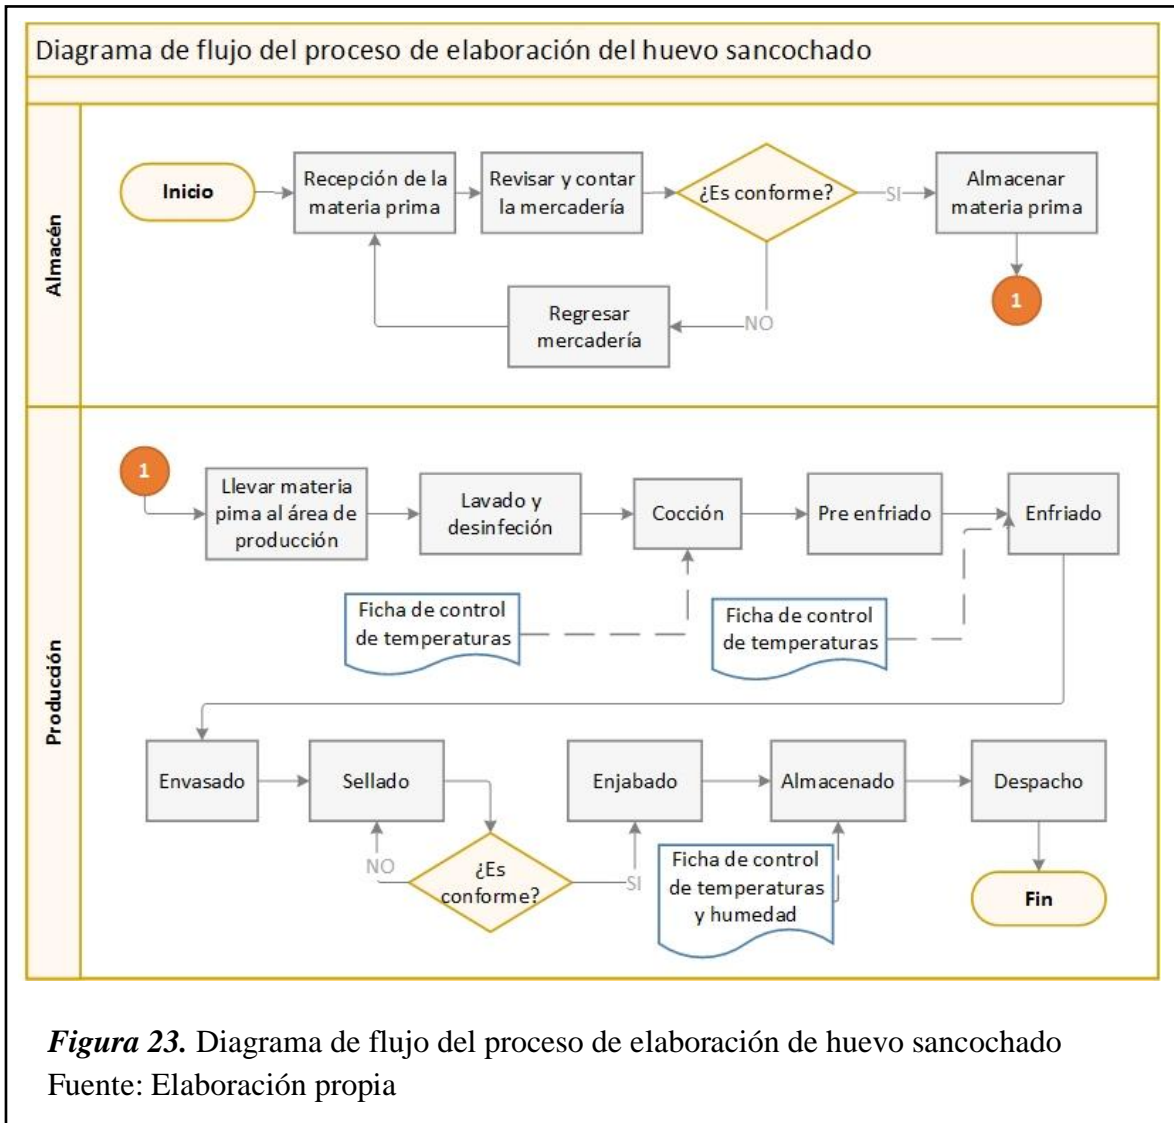 Diagrama de flujo del proceso de elaboración del huevo sancochado
Almacén
Inicio
Recepción de la
materia prima
Revisar y contar
la mercadería
¿Es conforme?
SI
Almacenar
materia prima
1
NO
Regresar
mercadería
Producción
1
Llevar materia
pima al área de
producción
Lavado y
desinfeción
Cocción
Pre enfriado
Enfriado
Ficha de control
de temperaturas
Ficha de control
de temperaturas
Envasado
Sellado
NO
¿Es
conforme?
SI
Enjabado
Almacenado
Despacho
Ficha de control
de temperaturas
y humedad
Fin
Figura 23. Diagrama de flujo del proceso de elaboración de huevo sancochado
Fuente: Elaboración propia